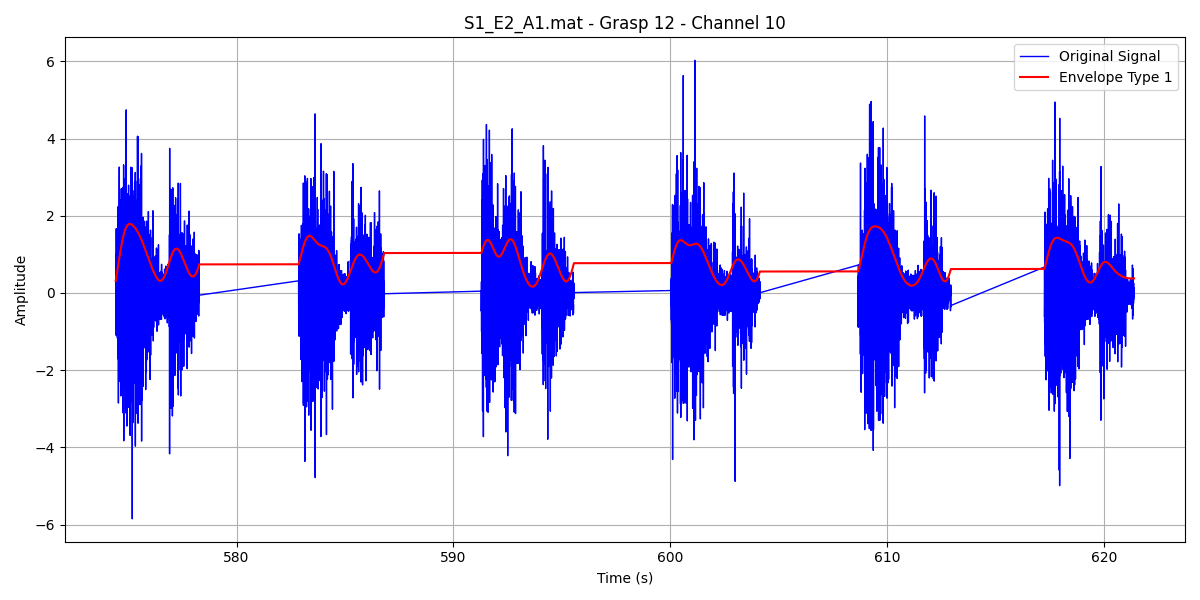 S1_E2_A1.mat - Grasp 12 - Channel 10
Original Signal
Envelope Type 1
6
4
2
0
−2
−4
−6
Amplitude
580
590
600
610
620
Time (s)